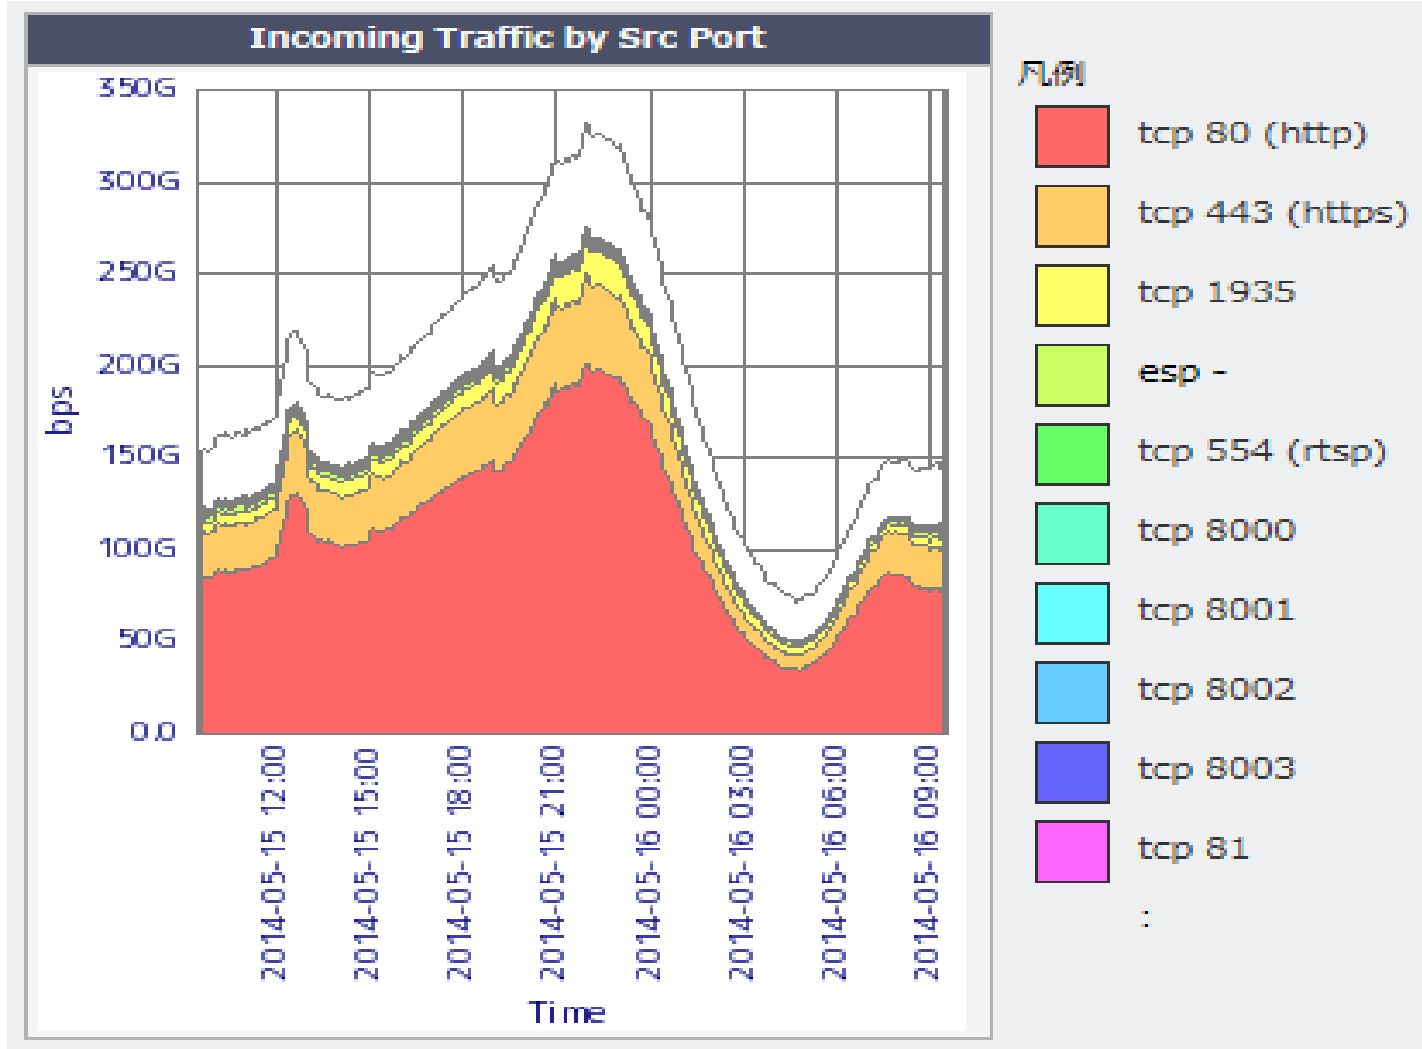 Incoming Traffic by Src Port
350G
300G
250G
200G
150G
100G
50G
0.0
bps
2014-05-15 12:00
2014-05-15 15:00
2014-05-15 18:00
2014-05-15 21:00
2014-05-16 00:00
2014-05-16 03:00
2014-05-16 06:00
2014-05-16 09:00
Time
凡例
tcp 80 (http)
tcp 443 (https)
tcp 1935
esp -
tcp 554 (rtsp)
tcp 8000
tcp 8001
tcp 8002
tcp 8003
tcp 81
: